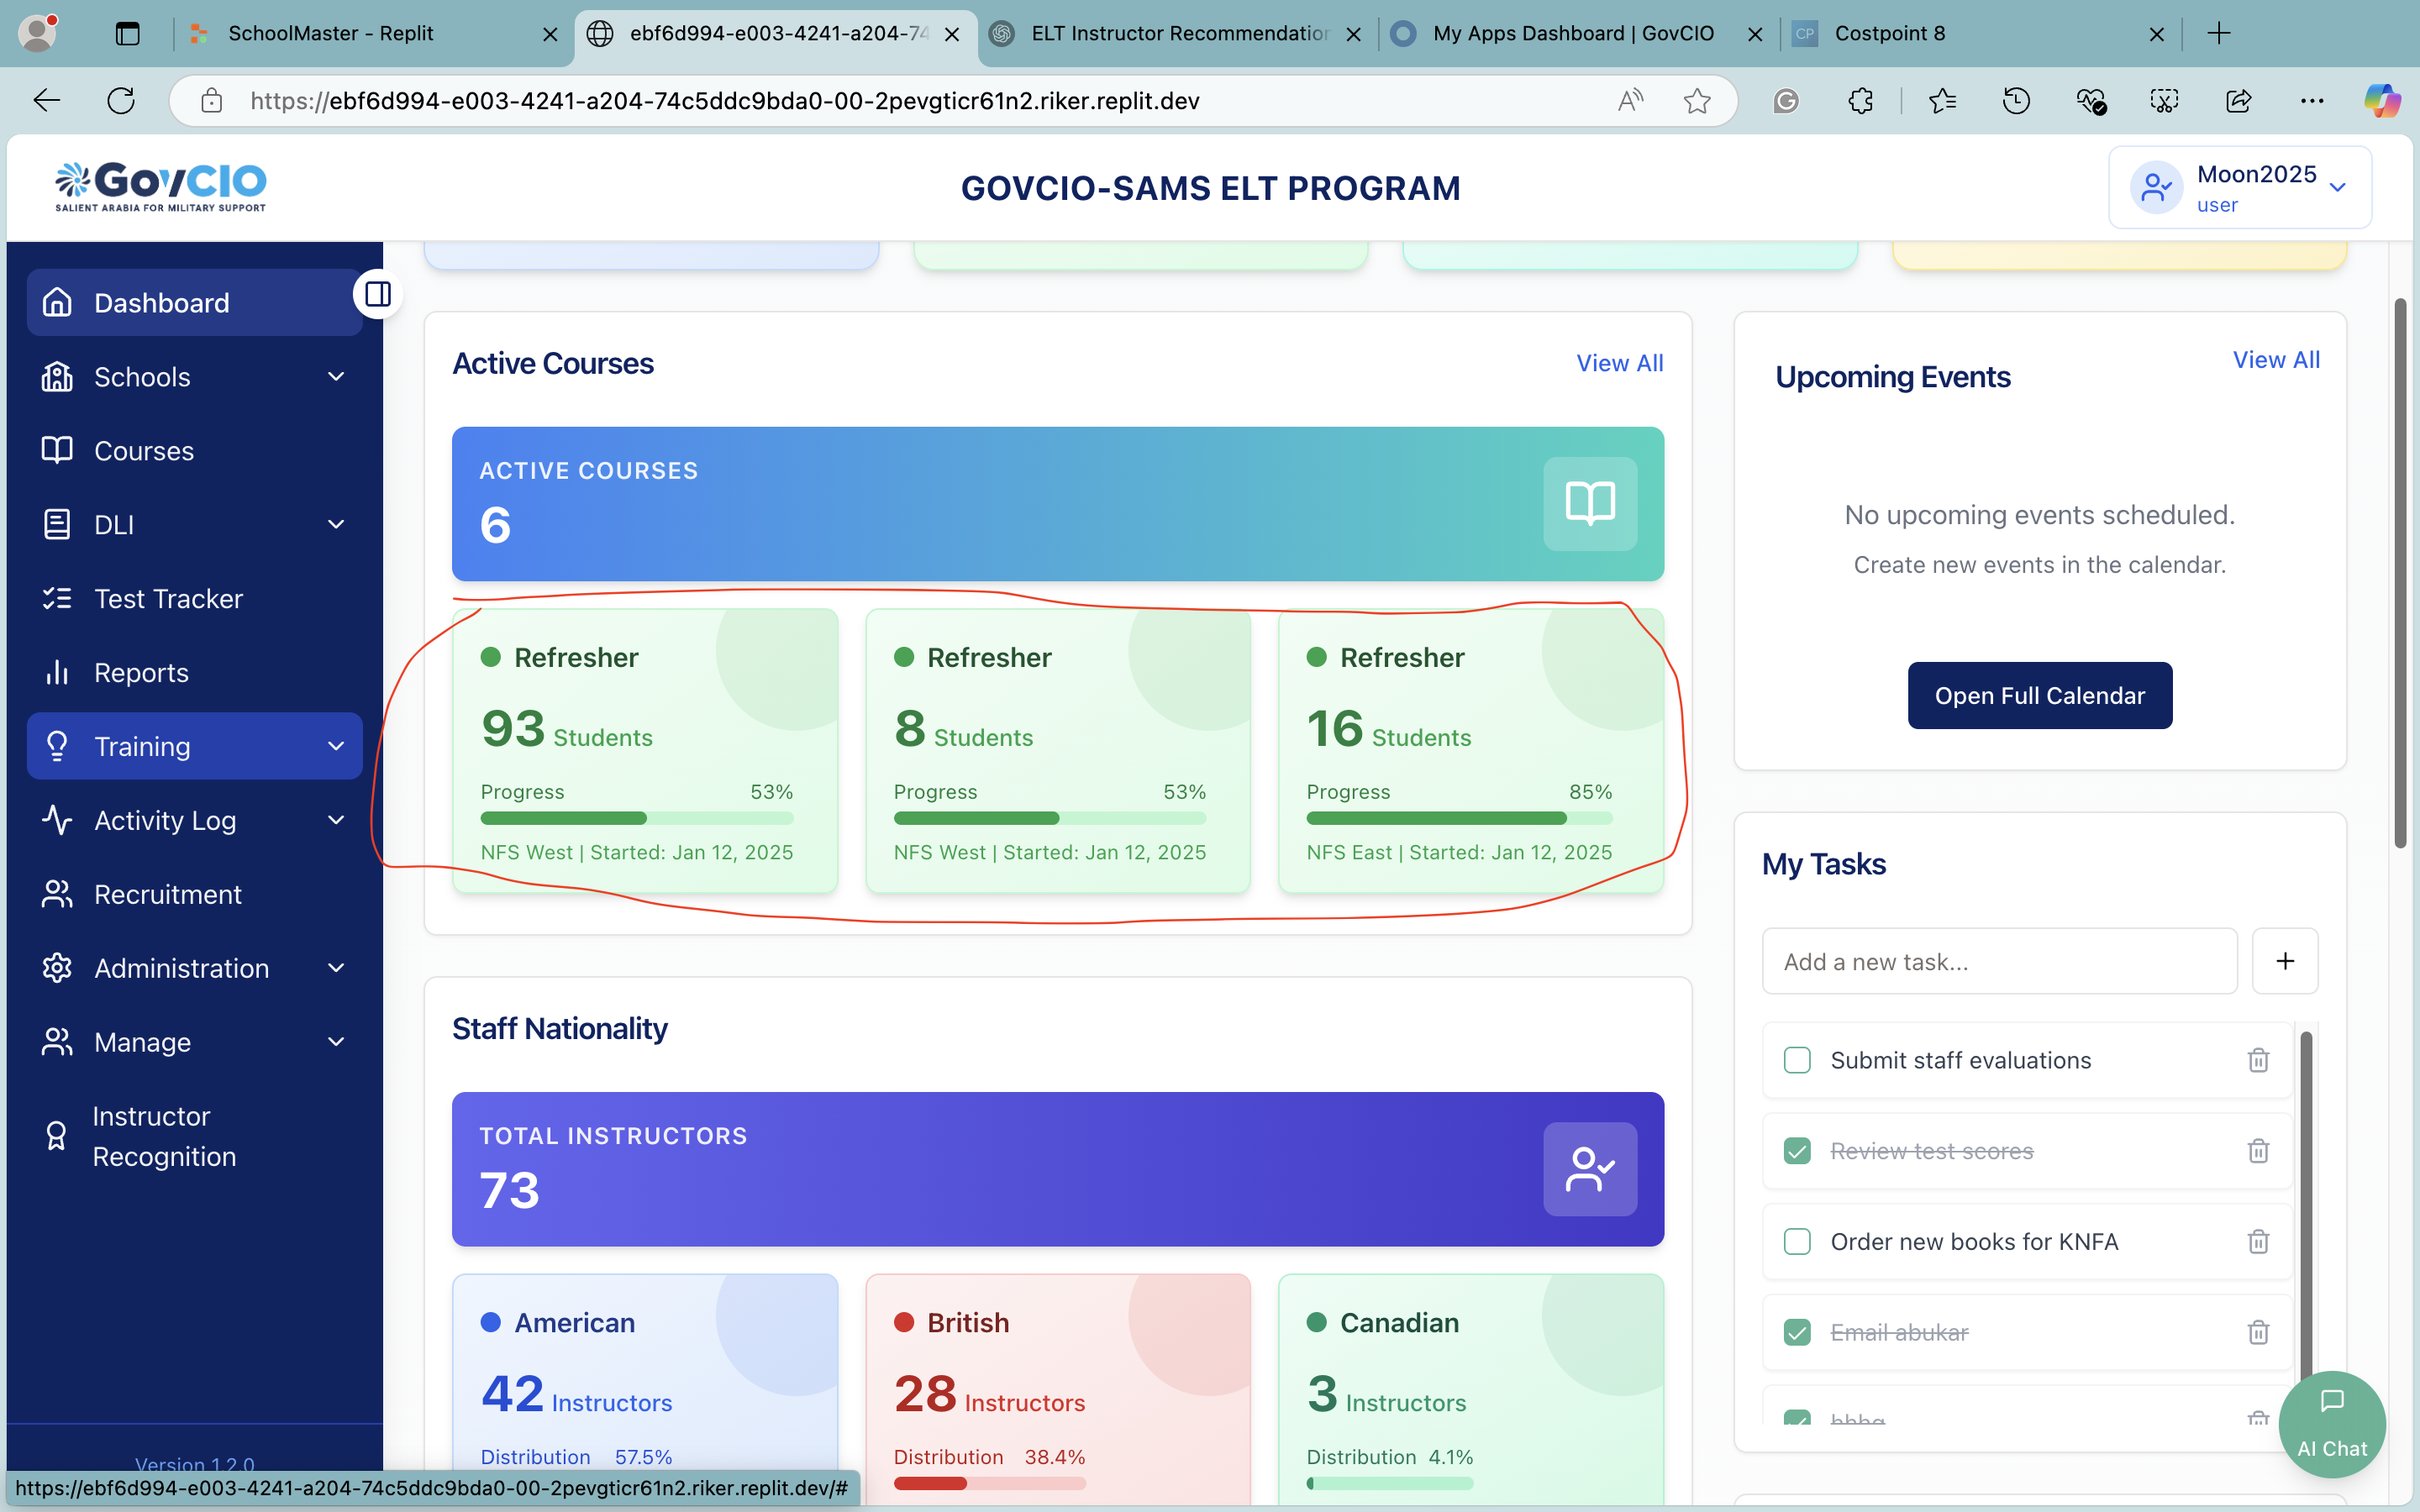 SchoolMaster - Replit
ebf6d994-e003-4241-a204-74
ELT Instructor Recommendation
My Apps Dashboard | GovCIO
CP
Costpoint 8
https://ebf6d994-e003-4241-a204-74c5ddc9bda0-00-2pevgticr61n2.riker.replit.dev
GovCIO
SALIENT ARABIA FOR MILITARY SUPPORT
GOVCIO-SAMS ELT PROGRAM
Moon2025
user
Dashboard
Schools
Courses
DLI
Test Tracker
Reports
Training
Activity Log
Recruitment
Administration
Manage
Instructor
Recognition
Version 1.2.0
Active Courses
View All
ACTIVE COURSES
6
Refresher
93 Students
Progress 53%
NFS West | Started: Jan 12, 2025
Refresher
8 Students
Progress 53%
NFS West | Started: Jan 12, 2025
Refresher
16 Students
Progress 85%
NFS East | Started: Jan 12, 2025
Staff Nationality
TOTAL INSTRUCTORS
73
American
42 Instructors
Distribution 57.5%
British
28 Instructors
Distribution 38.4%
Canadian
3 Instructors
Distribution 4.1%
Upcoming Events
View All
No upcoming events scheduled.
Create new events in the calendar.
Open Full Calendar
My Tasks
Add a new task...
Submit staff evaluations
Review test scores
Order new books for KNFA
Email abukar
AI Chat
https://ebf6d994-e003-4241-a204-74c5ddc9bda0-00-2pevgticr61n2.riker.replit.dev/#